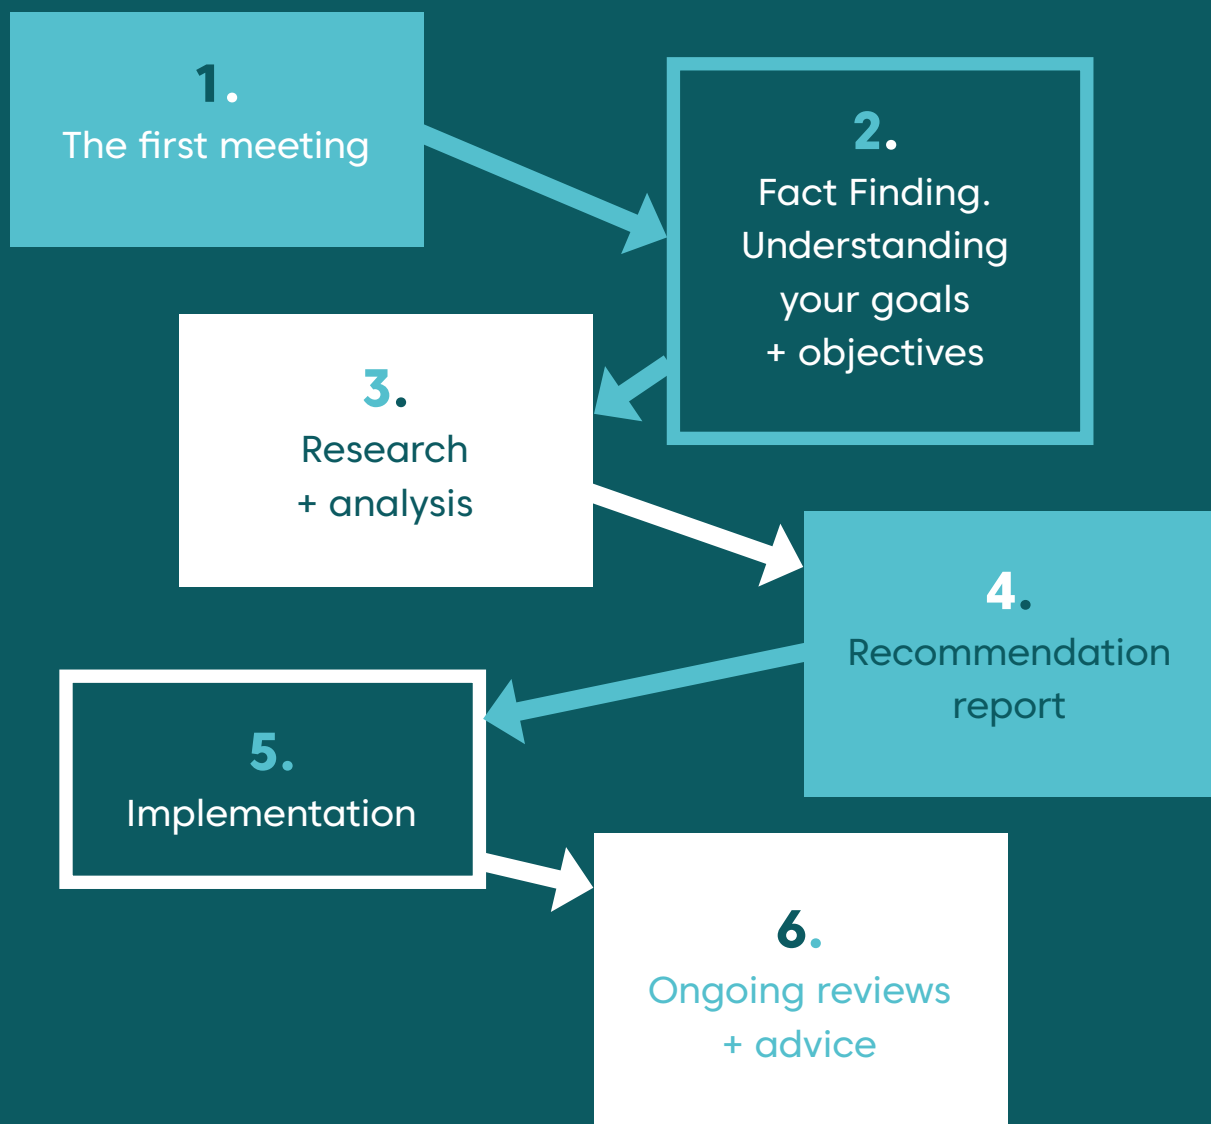 1.
The first meeting
2.
Fact Finding.
Understanding
your goals
+ objectives
3.
Research
+ analysis
4.
Recommendation
report
5.
Implementation
6.
Ongoing reviews
+ advice